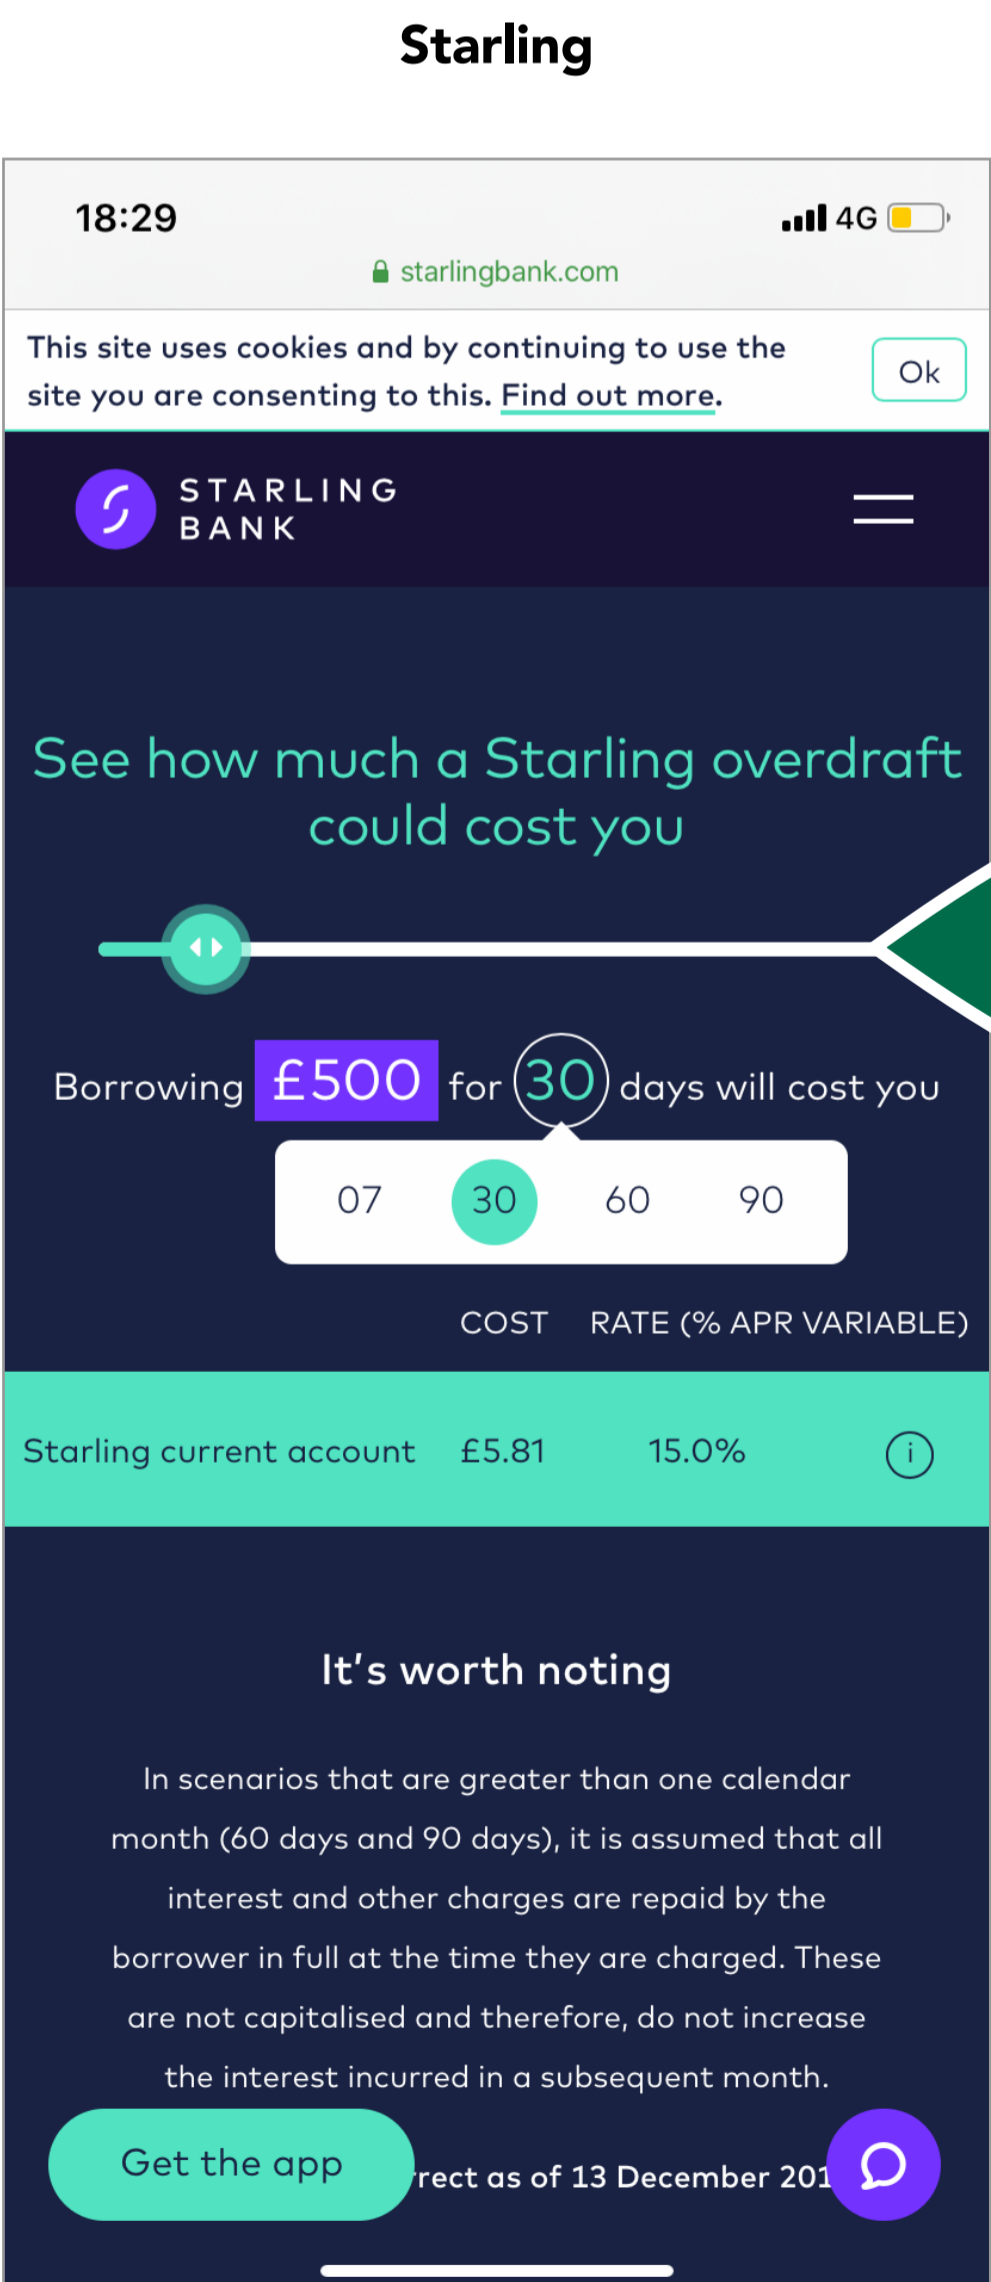 Starling
18:29
4G
starlingbank.com
This site uses cookies and by continuing to use the
site you are consenting to this. Find out more.
Ok
STARLING
BANK
See how much a Starling overdraft
could cost you
Borrowing £500 for 30 days will cost you
07 30 60 90
COST RATE (% APR VARIABLE)
Starling current account £5.81 15.0% i
It's worth noting
In scenarios that are greater than one calendar
month (60 days and 90 days), it is assumed that all
interest and other charges are repaid by the
borrower in full at the time they are charged. These
are not capitalised and therefore, do not increase
the interest incurred in a subsequent month.
Get the app
as of 13 December